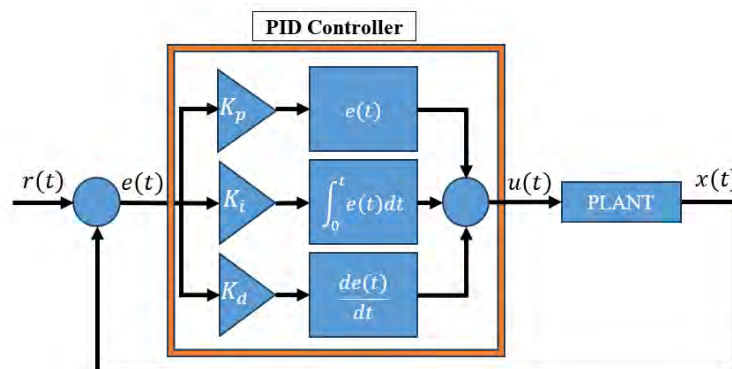 PID Controller
K_p
e(t)
r(t)
e(t)
K_i
∫_0^t e(t)dt
u(t)
PLANT
x(t)
K_d
de(t)
dt